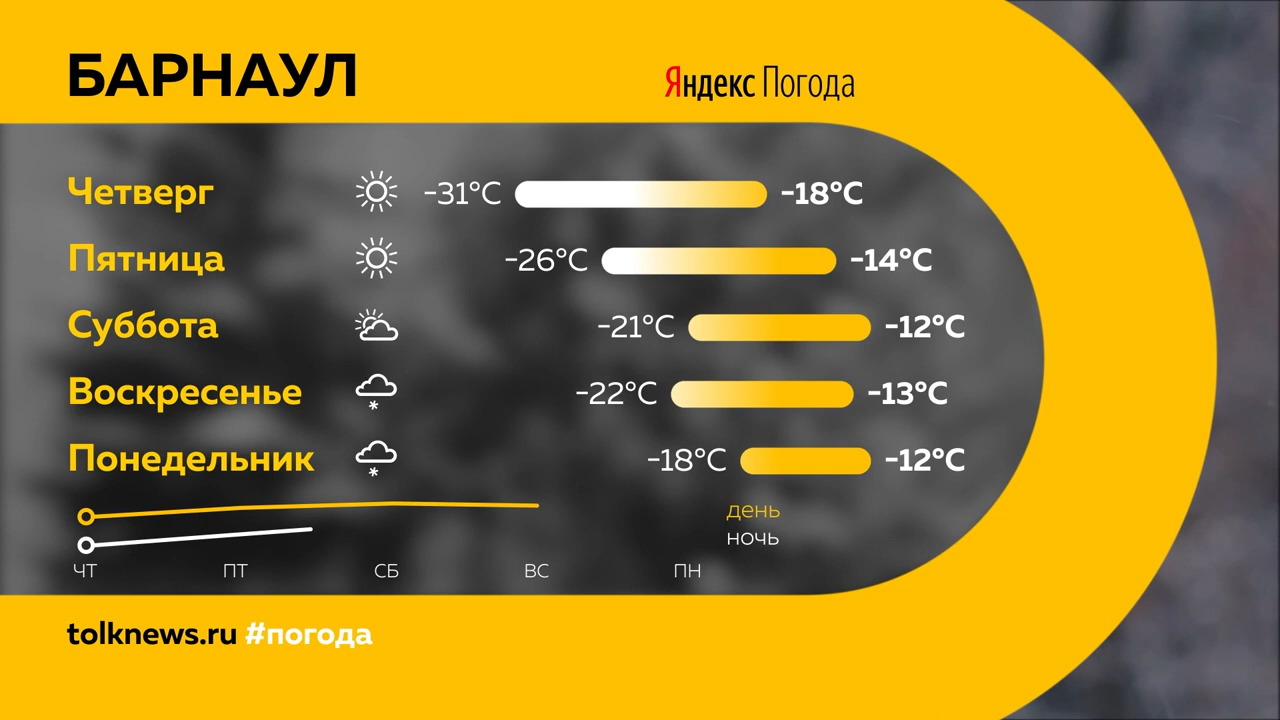 БАРНАУЛ
Яндекс Погода
Четверг -31°C -18°C
Пятница -26°C -14°C
Суббота -21°C -12°C
Воскресенье -22°C -13°C
Понедельник -18°C -12°C
день
ночь
ЧТ ПТ СБ ВС ПН
tolknews.ru #погода